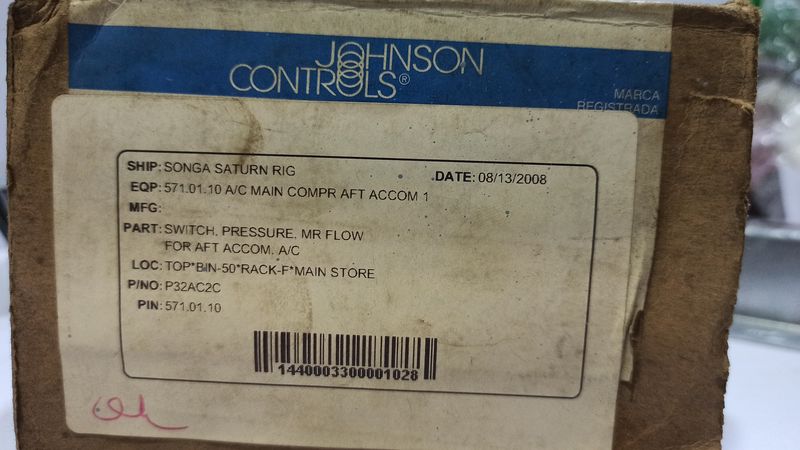 JOHNSON
CONTROLS®
MARCA
REGISTRADA
SHIP: SONGA SATURN RIG DATE: 08/13/2008
EQP: 571.01.10 A/C MAIN COMPR AFT ACCOM 1
MFG:
PART: SWITCH, PRESSURE, MR FLOW
FOR AFT ACCOM, A/C
LOC: TOP*BIN-50*RACK-F*MAIN STORE
P/NO: P32AC2C
PIN: 571.01.10
1440003300001028